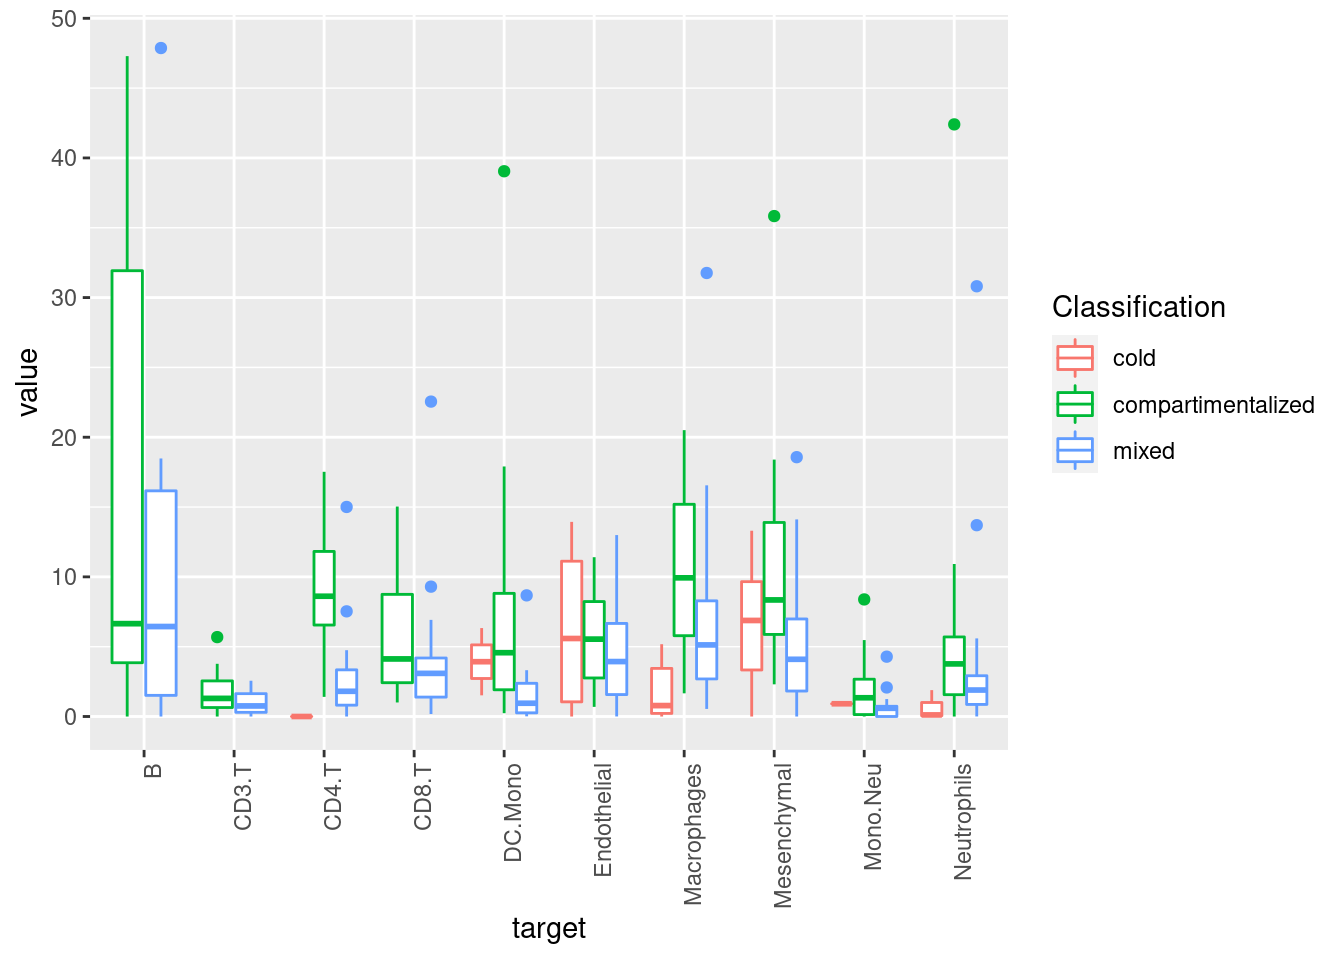 50
40
30
20
10
0
value
B
CD3.T
CD4.T
CD8.T
DC.Mono
Endothelial
Macrophages
Mesenchymal
Mono.Neu
Neutrophils
target
Classification
cold
compartimentalized
mixed